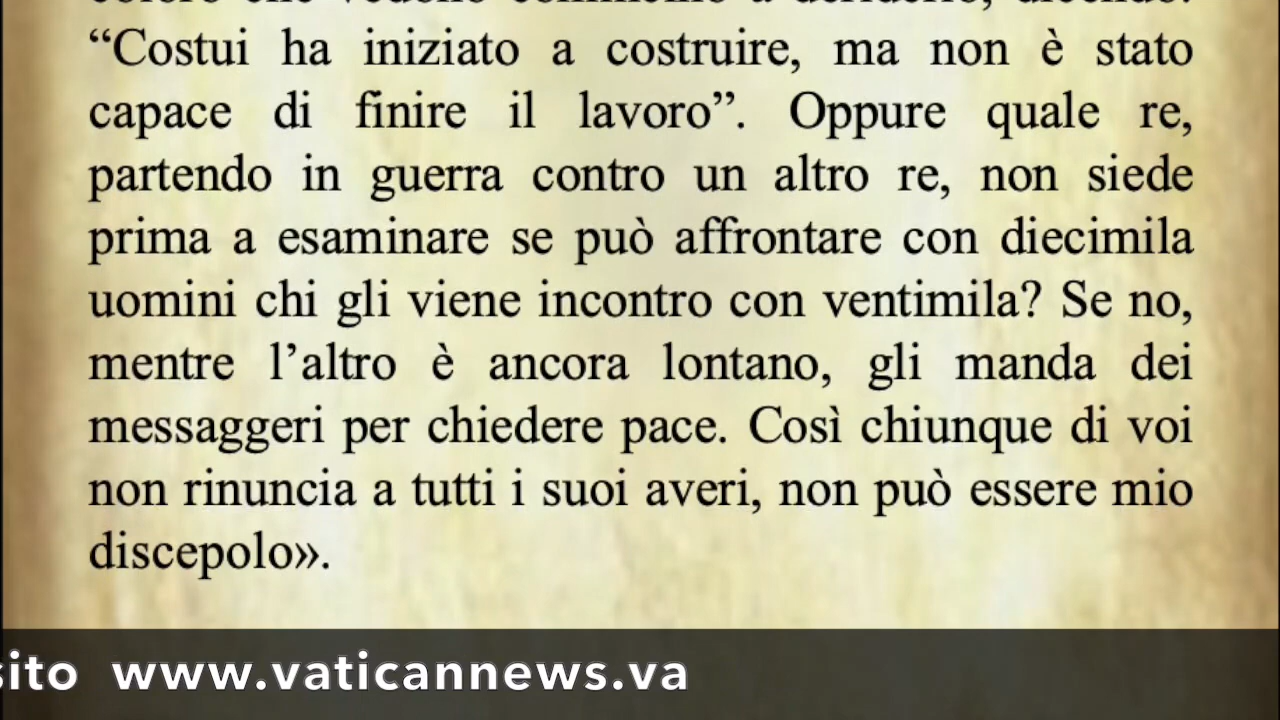 “Costui ha iniziato a costruire, ma non è stato
capace di finire il lavoro”. Oppure quale re,
partendo in guerra contro un altro re, non siede
prima a esaminare se può affrontare con diecimila
uomini chi gli viene incontro con ventimila? Se no,
mentre l’altro è ancora lontano, gli manda dei
messaggeri per chiedere pace. Così chiunque di voi
non rinuncia a tutti i suoi averi, non può essere mio
discepolo».
sito www.vaticannews.va